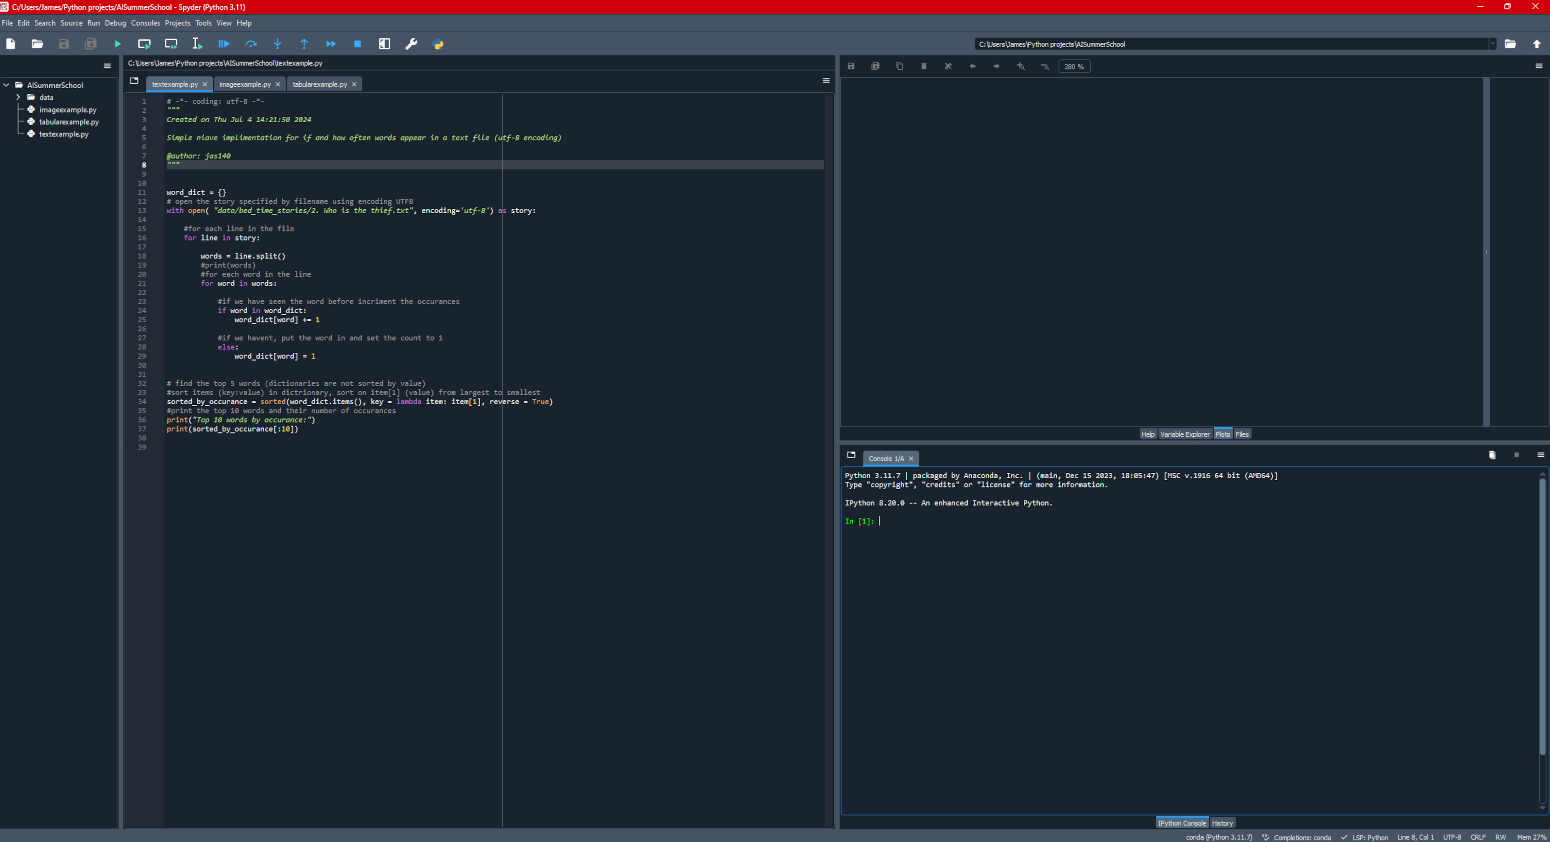 C:/Users/James/Python projects/AISummerSchool - Spyder (Python 3.11)
File Edit Search Source Run Debug Consoles Projects Tools View Help
C:\Users\James\Python projects\AISummerSchool
AISummerSchool
data
imageexample.py
tabularexample.py
textexample.py
C:\Users\James\Python projects\AISummerSchool\textexample.py
textexample.py imageexample.py tabularexample.py
1 # -*- coding: utf-8 -*-
2 """
3 Created on Thu Jul 4 14:21:50 2024
4
5 Simple niave implimentation for if and how often words appear in a text file (utf-8 encoding)
6
7 @author: jas140
8 """
9
10
11 word_dict = {}
12 # open the story specified by filename using encoding UTF8
13 with open( "data/bed_time_stories/2. Who is the thief.txt", encoding='utf-8') as story:
14
15 #for each line in the file
16 for line in story:
17
18 words = line.split()
19 #print(words)
20 #for each word in the line
21 for word in words:
22
23 #if we have seen the word before incriment the occurances
24 if word in word_dict:
25 word_dict[word] += 1
26
27 #if we havent, put the word in and set the count to 1
28 else:
29 word_dict[word] = 1
30
31
32 # find the top 5 words (dictionaries are not sorted by value)
33 #sort items (key:value) in dictrionary, sort on item[1] (value) from largest to smallest
34 sorted_by_occurance = sorted(word_dict.items(), key = lambda item: item[1], reverse = True)
35 #print the top 10 words and their number of occurances
36 print("Top 10 words by occurance:")
37 print(sorted_by_occurance[:10])
38
39
280 %
Help Variable Explorer Plots Files
Console 1/A
Python 3.11.7 | packaged by Anaconda, Inc. | (main, Dec 15 2023, 18:05:47) [MSC v.1916 64 bit (AMD64)]
Type "copyright", "credits" or "license" for more information.
IPython 8.20.0 -- An enhanced Interactive Python.
In [1]:
IPython Console History
conda (Python 3.11.7) Completions: conda LSP: Python Line 8, Col 1 UTF-8 CRLF RW Mem 27%